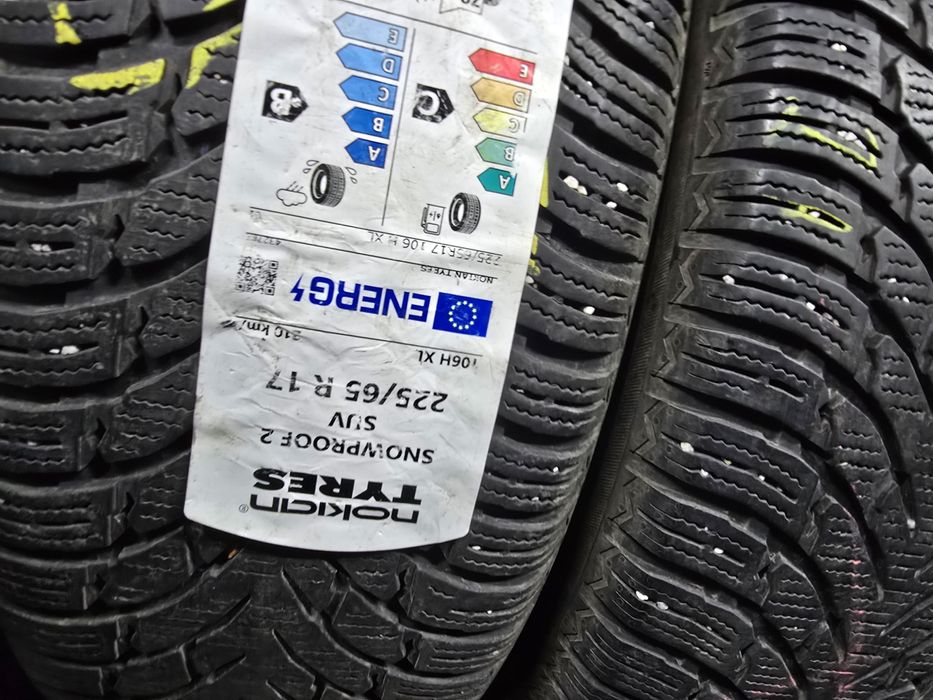 nokian®
TYRES
SNOWPROOF 2
SUV
225/65 R 17
106H XL
210 km/
ENERG
NOKIAN TYRES
225/65R17 106 H XL
A
B
C
D
E
C
A
B
C
D
E
B